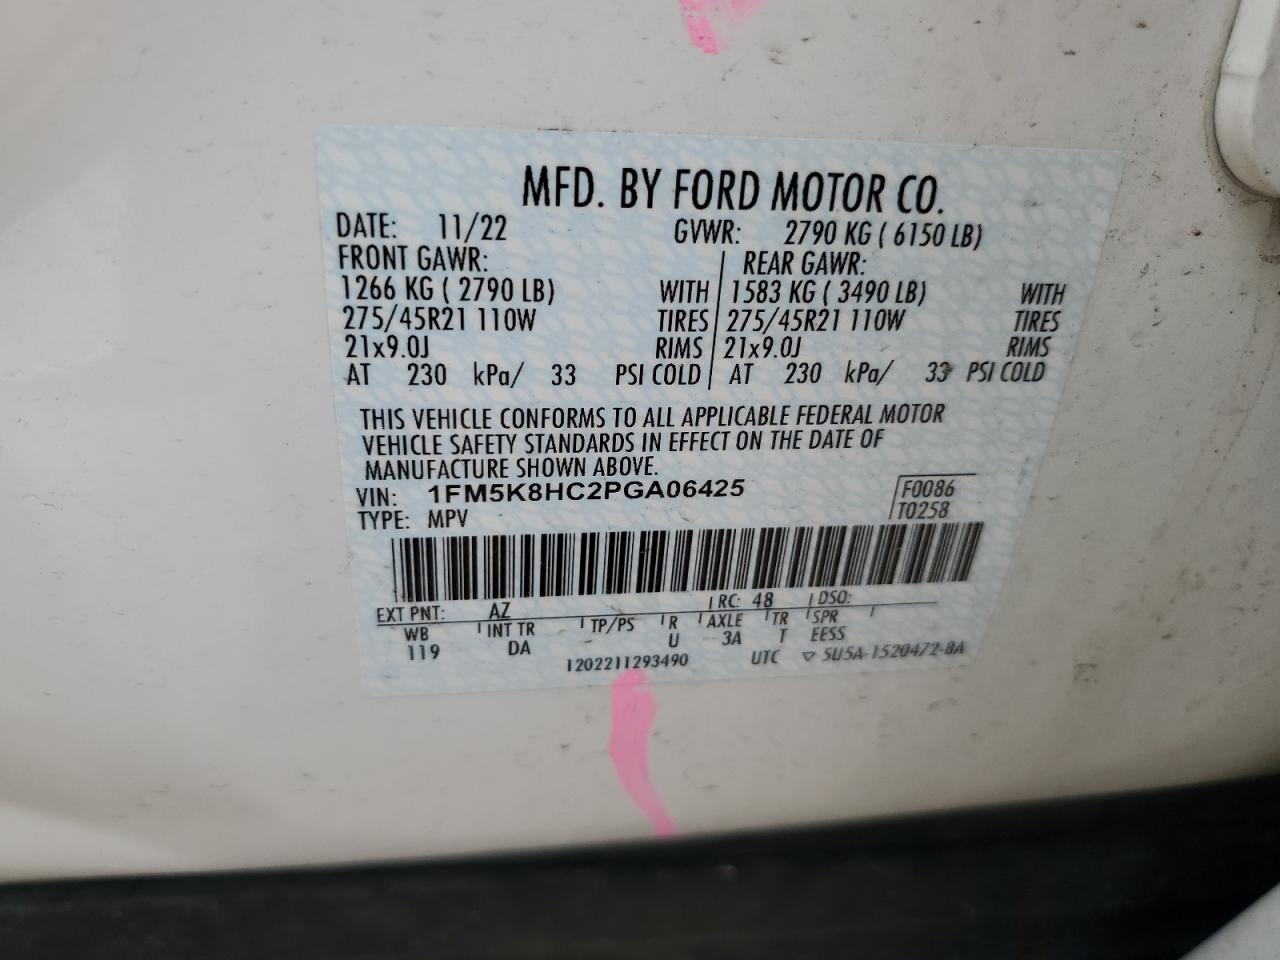 MFD. BY FORD MOTOR CO.
DATE: 11/22 GVWR: 2790 KG ( 6150 LB)
FRONT GAWR: REAR GAWR:
1266 KG ( 2790 LB) WITH 1583 KG ( 3490 LB) WITH
275/45R21 110W TIRES 275/45R21 110W TIRES
21x9.0J RIMS 21x9.0J RIMS
AT 230 kPa/ 33 PSI COLD AT 230 kPa/ 33 PSI COLD
THIS VEHICLE CONFORMS TO ALL APPLICABLE FEDERAL MOTOR
VEHICLE SAFETY STANDARDS IN EFFECT ON THE DATE OF
MANUFACTURE SHOWN ABOVE.
VIN: 1FM5K8HC2PGA06425 F0086
TYPE: MPV T0258
EXT PNT: AZ RC: 48 DSO:
WB INT TR TP/PS R AXLE TR SPR
119 DA U 3A T EESS
1202211293490 UTC ▽ 5U5A-1520472-BA